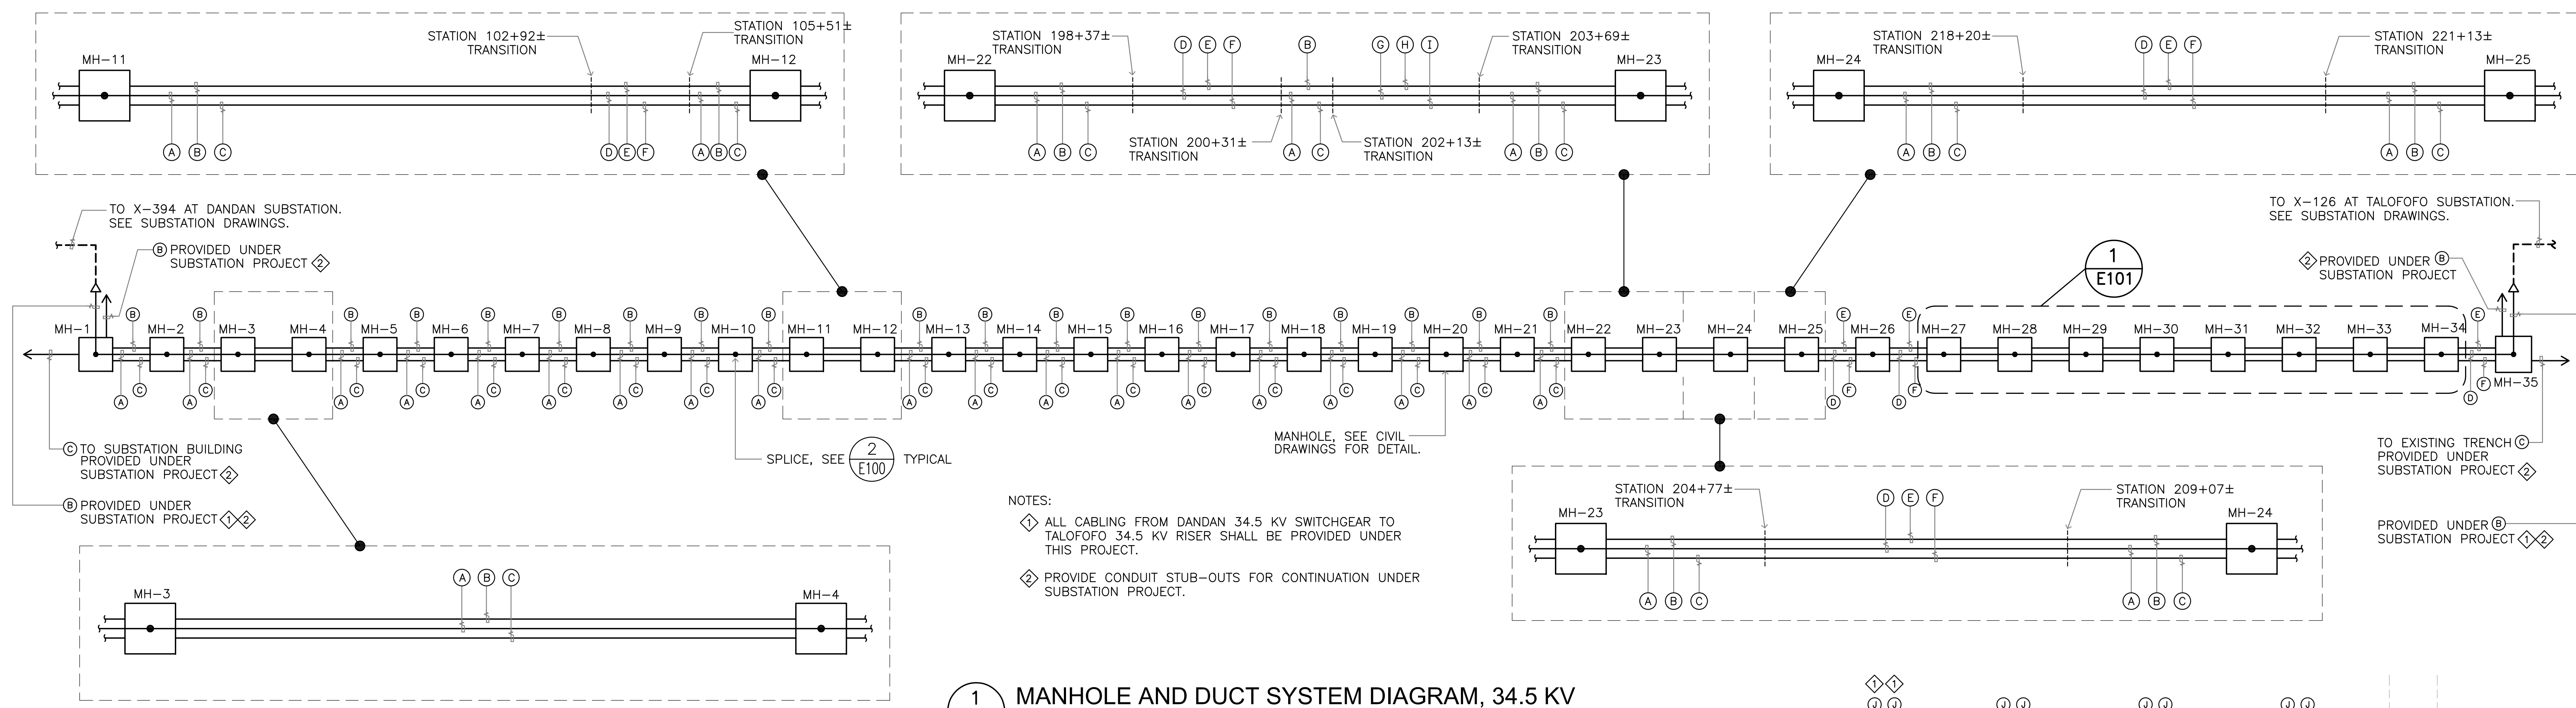 STATION 102+92±
TRANSITION
STATION 105+51±
TRANSITION
MH-11
MH-12
A B C
D E F
A B C
STATION 198+37±
TRANSITION
D E F
B
G H I
STATION 203+69±
TRANSITION
MH-22
MH-23
A B C
STATION 200+31±
TRANSITION
A C
STATION 202+13±
TRANSITION
A B C
STATION 218+20±
TRANSITION
D E F
STATION 221+13±
TRANSITION
MH-24
MH-25
A B C
A B C
TO X-394 AT DANDAN SUBSTATION.
SEE SUBSTATION DRAWINGS.
B PROVIDED UNDER
SUBSTATION PROJECT 2
TO X-126 AT TALOFOFO SUBSTATION.
SEE SUBSTATION DRAWINGS.
2 PROVIDED UNDER B
SUBSTATION PROJECT
1
E101
B B B B B B B B B B B B B B B B B B B E E E
MH-1 MH-2 MH-3 MH-4 MH-5 MH-6 MH-7 MH-8 MH-9 MH-10 MH-11 MH-12 MH-13 MH-14 MH-15 MH-16 MH-17 MH-18 MH-19 MH-20 MH-21 MH-22 MH-23 MH-24 MH-25 MH-26 MH-27 MH-28 MH-29 MH-30 MH-31 MH-32 MH-33 MH-34
MH-35
C C C C C C C C C C C C C C C C C C C F F F
A A A A A A A A A A A A A A A A A A A D D D
C TO SUBSTATION BUILDING
PROVIDED UNDER
SUBSTATION PROJECT 2
B PROVIDED UNDER
SUBSTATION PROJECT 1 2
SPLICE, SEE 2 E100 TYPICAL
MANHOLE, SEE CIVIL
DRAWINGS FOR DETAIL.
TO EXISTING TRENCH C
PROVIDED UNDER
SUBSTATION PROJECT 2
PROVIDED UNDER B
SUBSTATION PROJECT 1 2
NOTES:
1 ALL CABLING FROM DANDAN 34.5 KV SWITCHGEAR TO
TALOFOFO 34.5 KV RISER SHALL BE PROVIDED UNDER
THIS PROJECT.
2 PROVIDE CONDUIT STUB-OUTS FOR CONTINUATION UNDER
SUBSTATION PROJECT.
STATION 204+77±
TRANSITION
D E F
STATION 209+07±
TRANSITION
MH-23
MH-24
A B C
A B C
A B C
MH-3
MH-4
1
MANHOLE AND DUCT SYSTEM DIAGRAM, 34.5 KV
1 1
J J J J J J J J